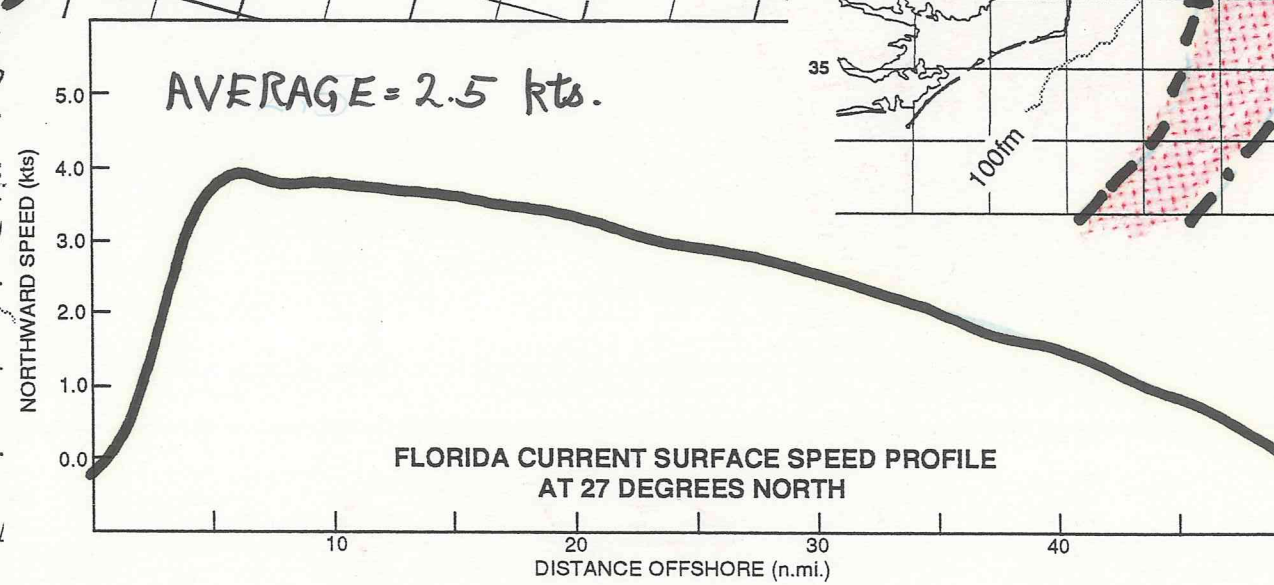 AVERAGE = 2.5 kts.
35
100fm
5.0
4.0
3.0
2.0
1.0
0.0
NORTHWARD SPEED (kts)
FLORIDA CURRENT SURFACE SPEED PROFILE
AT 27 DEGREES NORTH
10
20
30
40
DISTANCE OFFSHORE (n.mi.)